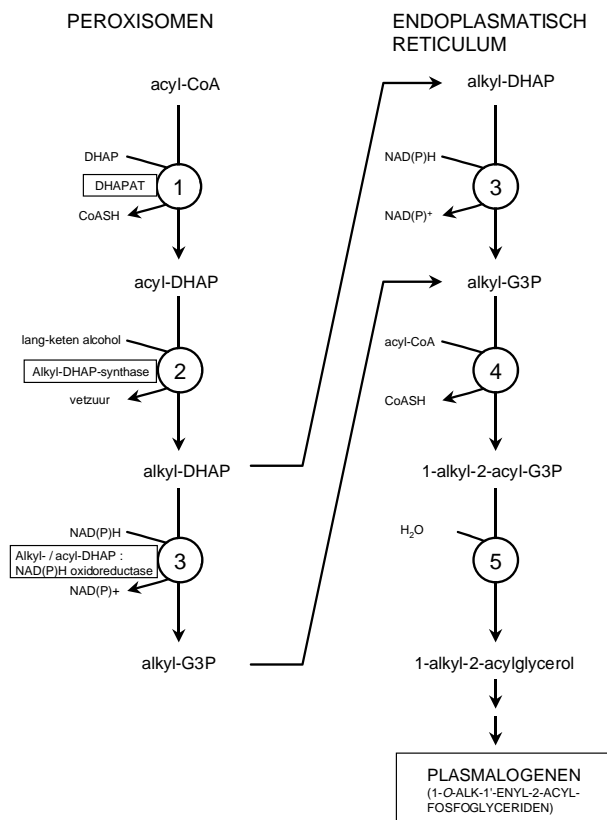 PEROXISOMEN
acyl-CoA
DHAP
DHAPAT
1
CoASH
acyl-DHAP
lang-keten alcohol
Alkyl-DHAP-synthase
2
vetzuur
alkyl-DHAP
NAD(P)H
Alkyl- / acyl-DHAP :
NAD(P)H oxidoreductase
3
NAD(P)+
alkyl-G3P
ENDOPLASMATISCH
RETICULUM
alkyl-DHAP
NAD(P)H
3
NAD(P)⁺
alkyl-G3P
acyl-CoA
4
CoASH
1-alkyl-2-acyl-G3P
H₂O
5
1-alkyl-2-acylglycerol
PLASMALOGENEN
(1-O-ALK-1'-ENYL-2-ACYL-
FOSFOGLYCERIDEN)